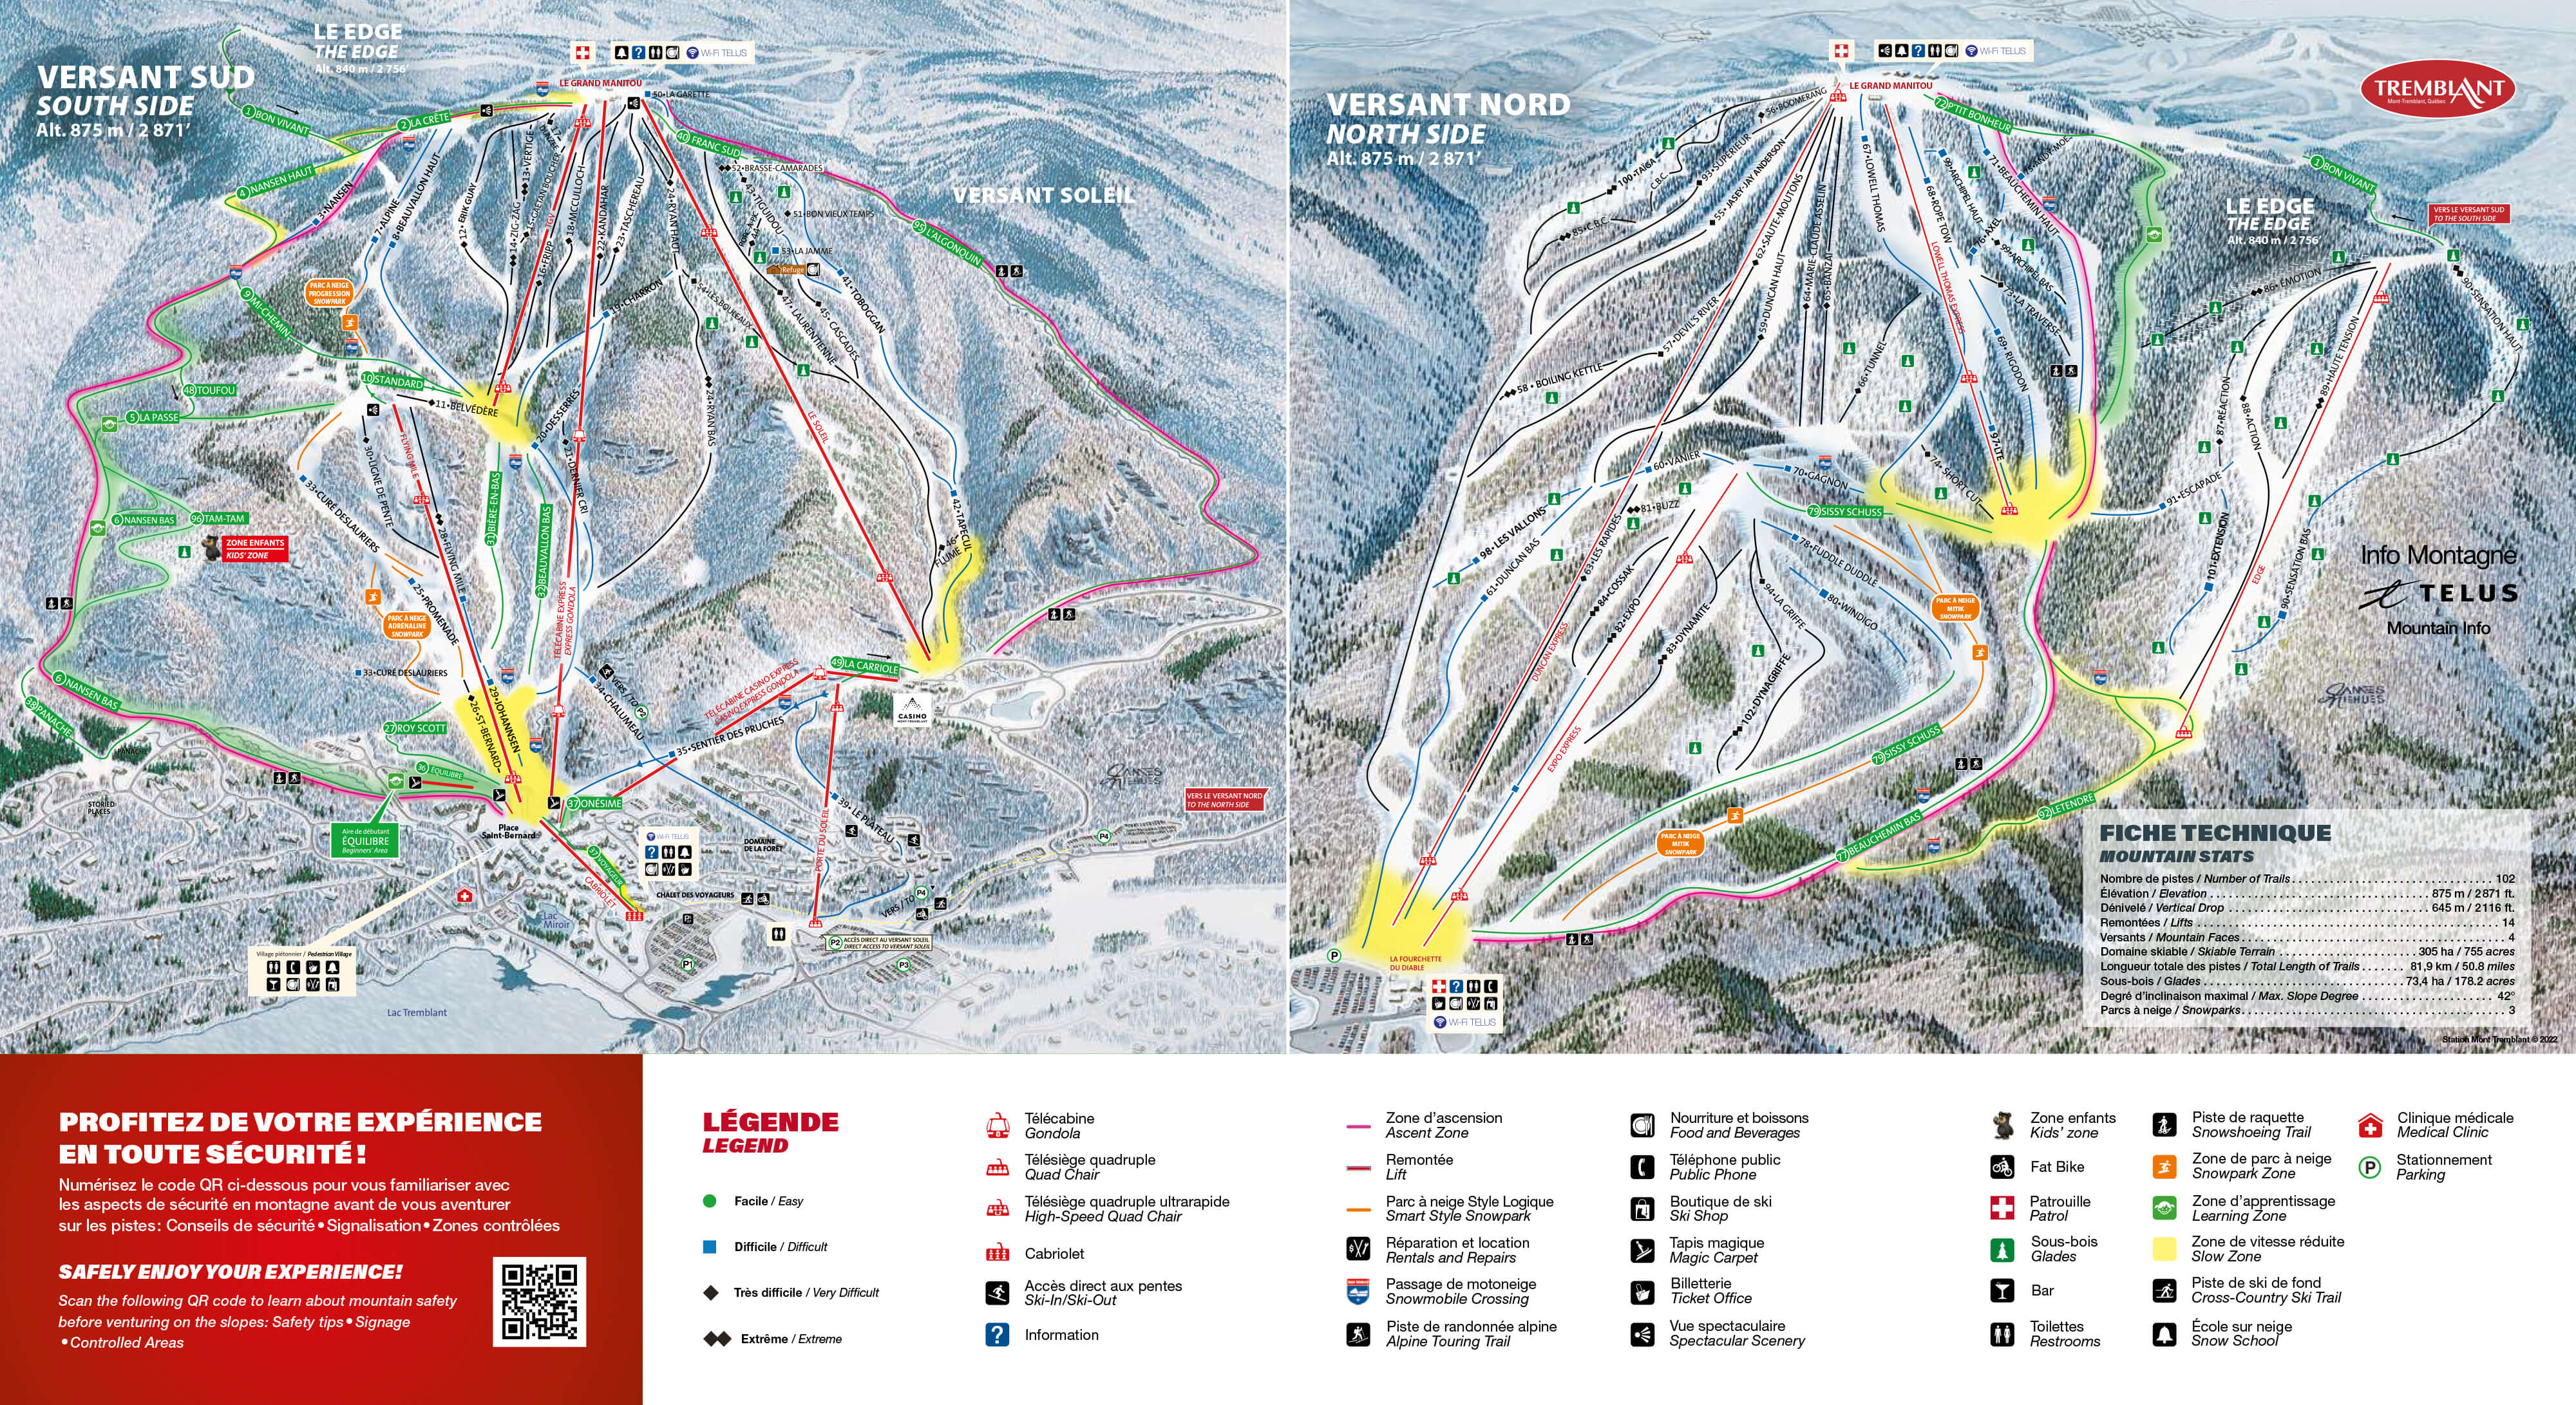 VERSANT SUD
SOUTH SIDE
Alt. 875 m / 2 871'
LE EDGE
THE EDGE
Alt. 840 m / 2 756'
Wi-Fi TELUS
LE GRAND MANITOU
50•LA GARETTE
1 BON VIVANT
2 LA CRÊTE
4 NANSEN HAUT
3•NANSEN
7•ALPINE
8•BEAUVALLON HAUT
12•ERIK GUAY
14•ZIG-ZAG
13•VERTIGE
16•FRIPP
TGV
18•MCCULLOCH
22•KANDAHAR
23•TASCHEREAU
24•RYAN HAUT
40 FRANC SUD
52•BRASSE-CAMARADES
43•TIGUIDOU
51•BON VIEUX TEMPS
53•LA JAMME
Refuge
VERSANT SOLEIL
95 L'ALGONQUIN
41•TOBOGGAN
45•CASCADES
47•LAURENTIENNE
54•LES BOULEAUX
19•CHARRON
PARC À NEIGE
PROGRESSION
SNOWPARK
9 MI-CHEMIN
10 STANDARD
11•BELVÉDÈRE
48 TOUFOU
5 LA PASSE
20•DESSERRES
21•DERNIER CRI
24•RYAN BAS
LE SOLEIL
FLYING MILE
30•LIGNE DE PENTE
33•CURÉ DESLAURIERS
28•FLYING MILE
31 BIÈRE-EN-BAS
32 BEAUVALLON BAS
42•TAPECUL
46•
FLUME
6 NANSEN BAS
96 TAM-TAM
ZONE ENFANTS
KIDS' ZONE
25•PROMENADE
PARC À NEIGE
ADRÉNALINE
SNOWPARK
33•CURÉ DESLAURIERS
TÉLÉCABINE EXPRESS
EXPRESS GONDOLA
VERS / TO P2
34•CHALUMEAU
TÉLÉCABINE CASINO EXPRESS
CASINO EXPRESS GONDOLA
49 LA CARRIOLE
CASINO
MONT-TREMBLANT
35•SENTIER DES PRUCHES
6 NANSEN BAS
38 PANACHE
PANACHE
27 ROY SCOTT
26•ST-BERNARD
29•JOHANNSEN
36 ÉQUILIBRE
37 ONÉSIME
STORIED
PLACES
Aire de débutant
ÉQUILIBRE
Beginners' Area
Place
Saint-Bernard
Wi-Fi TELUS
37 VOYAGEUR
CABRIOLET
CHALET DES VOYAGEURS
DOMAINE
DE LA FORÊT
PORTE DU SOLEIL
39•LE PLATEAU
JAMES NIEHUES
VERS LE VERSANT NORD
TO THE NORTH SIDE
P4
VERS / TO P4
P2 ACCÈS DIRECT AU VERSANT SOLEIL
DIRECT ACCESS TO VERSANT SOLEIL
P
P1
P3
Lac
Miroir
Village piétonnier / Pedestrian Village
Lac Tremblant
VERSANT NORD
NORTH SIDE
Alt. 875 m / 2 871'
Wi-Fi TELUS
LE GRAND MANITOU
TREMBLANT
Mont-Tremblant, Québec
56•BOOMERANG
72 P'TIT BONHEUR
1 BON VIVANT
VERS LE VERSANT SUD
TO THE SOUTH SIDE
LE EDGE
THE EDGE
Alt. 840 m / 2 756'
100•TAÏGA
C.B.C.
93•SUPÉRIEUR
85•C.B.C.
55•JASEY-JAY ANDERSON
62•SAUTE-MOUTONS
59•DUNCAN HAUT
64•MARIE-CLAUDE ASSELIN
65•BANZAÏ
67•LOWELL THOMAS
68•ROPE TOW
LOWELL THOMAS EXPRESS
99•ARCHIPEL HAUT
76•AXEL
99•ARCHIPEL BAS
71•BEAUCHEMIN HAUT
73•LA TRAVERSE
69•RIGODON
66•TUNNEL
57•DEVIL'S RIVER
58•BOILING KETTLE
86•ÉMOTION
90•SENSATION HAUT
89•HAUTE TENSION
87•RÉACTION
88•ACTION
97•LITE
74•SHORT CUT
60•VANIER
70•GAGNON
79 SISSY SCHUSS
81•BUZZ
98•LES VALLONS
61•DUNCAN BAS
63•LES RAPIDES
84•COSSAK
82•EXPO
83•DYNAMITE
78•FUDDLE DUDDLE
94•LA GRIFFE
80•WINDIGO
91•ESCAPADE
101•EXTENSION
EDGE
90•SENSATION BAS
PARC À NEIGE
MITIK
SNOWPARK
DUNCAN EXPRESS
EXPO EXPRESS
102•DYNAGRIFFE
79 SISSY SCHUSS
PARC À NEIGE
MITIK
SNOWPARK
77 BEAUCHEMIN BAS
92 LETENDRE
P
LA FOURCHETTE
DU DIABLE
Wi-Fi TELUS
Info Montagne
TELUS
Mountain Info
JAMES NIEHUES
FICHE TECHNIQUE
MOUNTAIN STATS
Nombre de pistes / Number of Trails 102
Élévation / Elevation 875 m / 2 871 ft.
Dénivelé / Vertical Drop 645 m / 2 116 ft.
Remontées / Lifts 14
Versants / Mountain Faces 4
Domaine skiable / Skiable Terrain 305 ha / 755 acres
Longueur totale des pistes / Total Length of Trails 81,9 km / 50.8 miles
Sous-bois / Glades 73,4 ha / 178.2 acres
Degré d'inclinaison maximal / Max. Slope Degree 42°
Parcs à neige / Snowparks 3
Station Mont Tremblant © 2022
PROFITEZ DE VOTRE EXPÉRIENCE
EN TOUTE SÉCURITÉ !
Numérisez le code QR ci-dessous pour vous familiariser avec
les aspects de sécurité en montagne avant de vous aventurer
sur les pistes : Conseils de sécurité • Signalisation • Zones contrôlées
SAFELY ENJOY YOUR EXPERIENCE!
Scan the following QR code to learn about mountain safety
before venturing on the slopes: Safety tips • Signage
• Controlled Areas
LÉGENDE
LEGEND
Facile / Easy
Difficile / Difficult
Très difficile / Very Difficult
Extrême / Extreme
Télécabine
Gondola
Télésiège quadruple
Quad Chair
Télésiège quadruple ultrarapide
High-Speed Quad Chair
Cabriolet
Accès direct aux pentes
Ski-In/Ski-Out
Information
Zone d'ascension
Ascent Zone
Remontée
Lift
Parc à neige Style Logique
Smart Style Snowpark
Réparation et location
Rentals and Repairs
Passage de motoneige
Snowmobile Crossing
Piste de randonnée alpine
Alpine Touring Trail
Nourriture et boissons
Food and Beverages
Téléphone public
Public Phone
Boutique de ski
Ski Shop
Tapis magique
Magic Carpet
Billetterie
Ticket Office
Vue spectaculaire
Spectacular Scenery
Zone enfants
Kids' zone
Fat Bike
Patrouille
Patrol
Sous-bois
Glades
Bar
Toilettes
Restrooms
Piste de raquette
Snowshoeing Trail
Zone de parc à neige
Snowpark Zone
Zone d'apprentissage
Learning Zone
Zone de vitesse réduite
Slow Zone
Piste de ski de fond
Cross-Country Ski Trail
École sur neige
Snow School
Clinique médicale
Medical Clinic
Stationnement
Parking